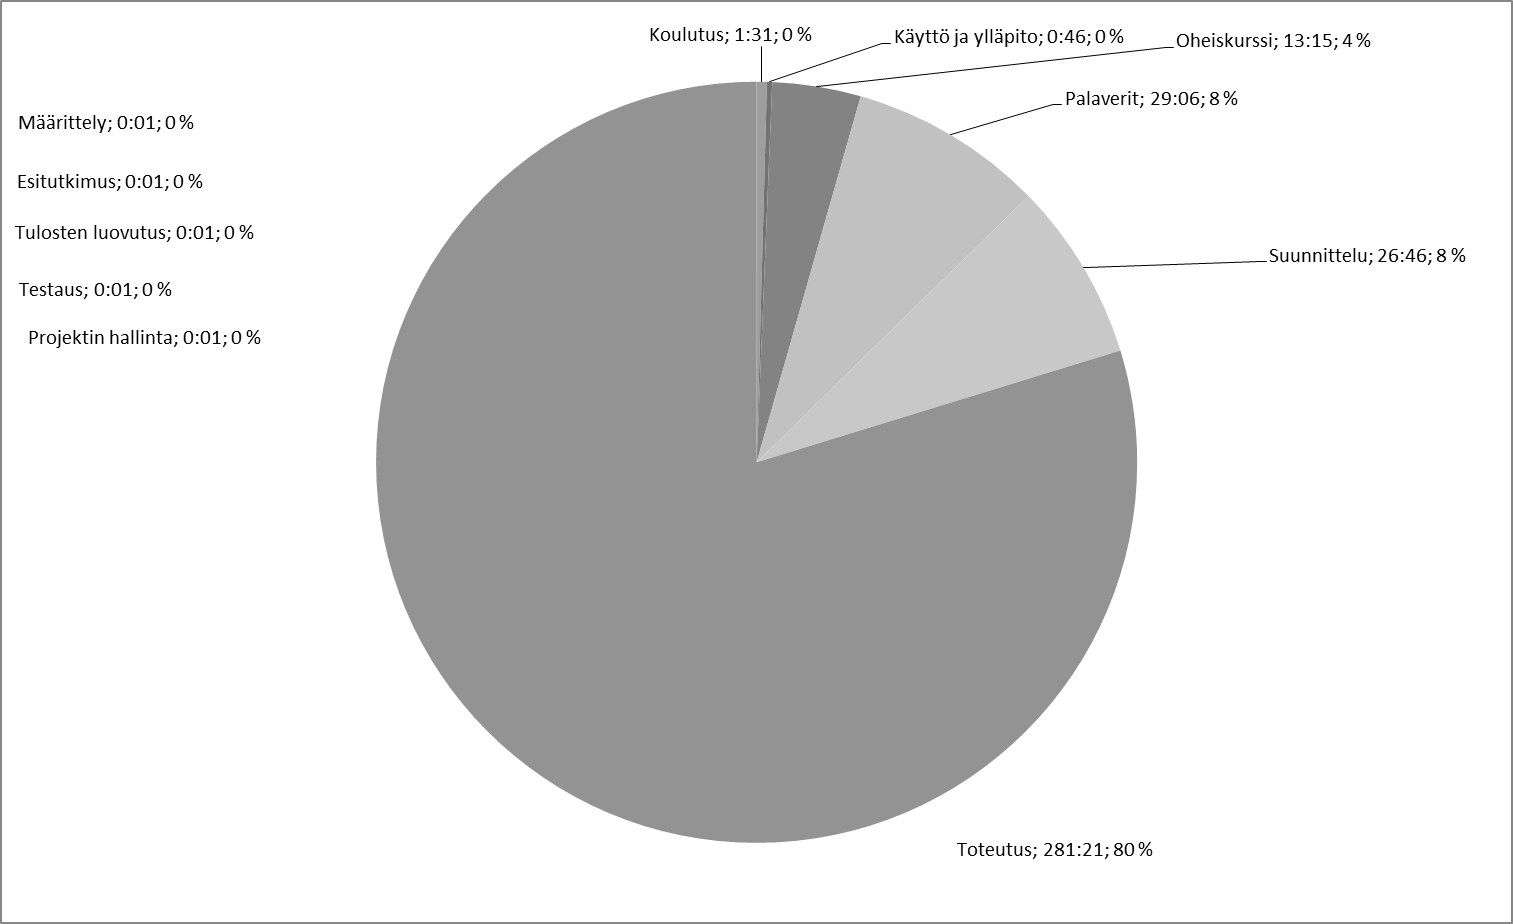 Koulutus; 1:31; 0 %
Käyttö ja ylläpito; 0:46; 0 %
Oheiskurssi; 13:15; 4 %
Palaverit; 29:06; 8 %
Määrittely; 0:01; 0 %
Esitutkimus; 0:01; 0 %
Tulosten luovutus; 0:01; 0 %
Suunnittelu; 26:46; 8 %
Testaus; 0:01; 0 %
Projektin hallinta; 0:01; 0 %
Toteutus; 281:21; 80 %